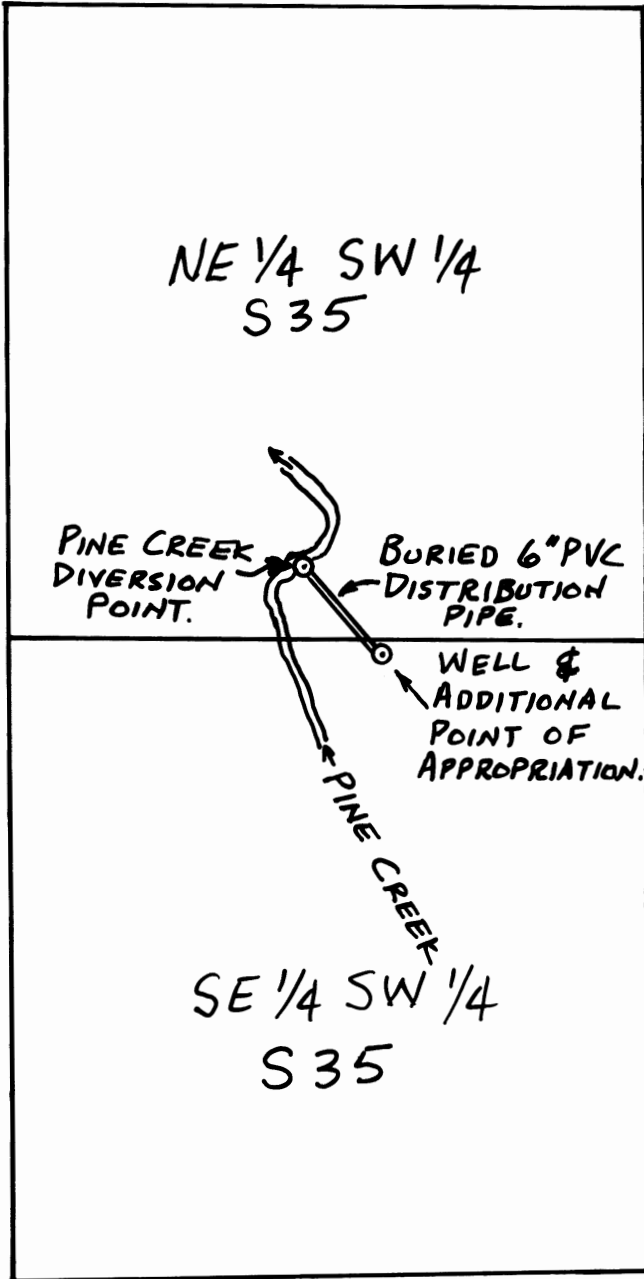 NE 1/4 SW 1/4
S 35
PINE CREEK
DIVERSION
POINT.
BURIED 6" PVC
DISTRIBUTION
PIPE.
WELL &
ADDITIONAL
POINT OF
APPROPRIATION.
PINE CREEK
SE 1/4 SW 1/4
S 35